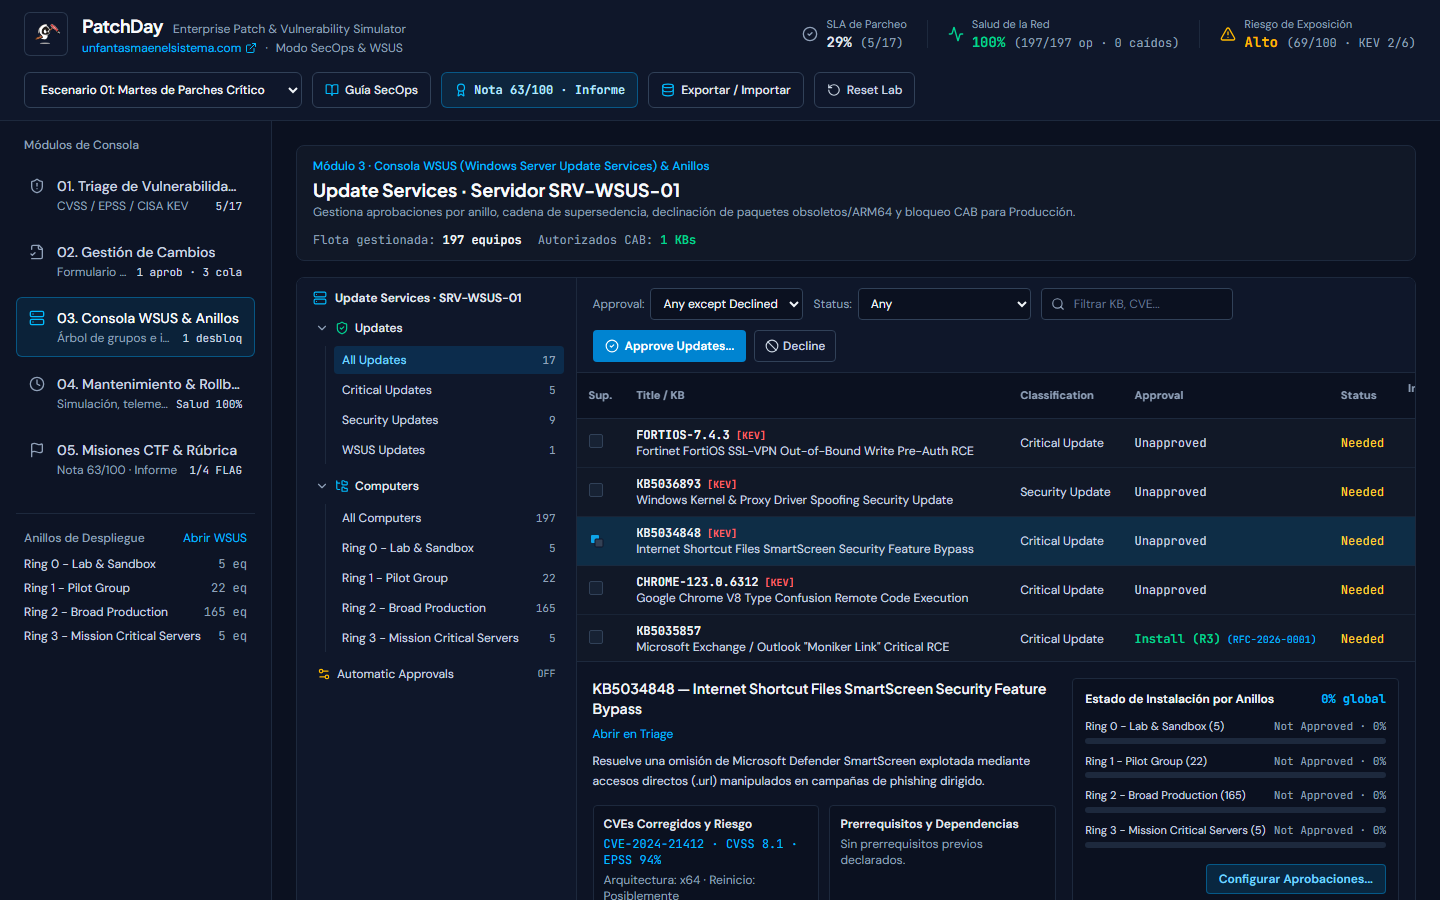 PatchDay Enterprise Patch & Vulnerability Simulator
unfantasmaenelsistema.com · Modo SecOps & WSUS
SLA de Parcheo
29% (5/17)
Salud de la Red
100% (197/197 op · 0 caídos)
Riesgo de Exposición
Alto (69/100 · KEV 2/6)
Escenario 01: Martes de Parches Crítico
Guía SecOps
Nota 63/100 · Informe
Exportar / Importar
Reset Lab
Módulos de Consola
01. Triage de Vulnerabilida...
CVSS / EPSS / CISA KEV 5/17
02. Gestión de Cambios
Formulario ... 1 aprob · 3 cola
03. Consola WSUS & Anillos
Árbol de grupos e i... 1 desbloq
04. Mantenimiento & Rollb...
Simulación, teleme... Salud 100%
05. Misiones CTF & Rúbrica
Nota 63/100 · Informe 1/4 FLAG
Anillos de Despliegue Abrir WSUS
Ring 0 - Lab & Sandbox 5 eq
Ring 1 - Pilot Group 22 eq
Ring 2 - Broad Production 165 eq
Ring 3 - Mission Critical Servers 5 eq
Módulo 3 · Consola WSUS (Windows Server Update Services) & Anillos
Update Services · Servidor SRV-WSUS-01
Gestiona aprobaciones por anillo, cadena de supersedencia, declinación de paquetes obsoletos/ARM64 y bloqueo CAB para Producción.
Flota gestionada: 197 equipos Autorizados CAB: 1 KBs
Update Services · SRV-WSUS-01
Updates
All Updates 17
Critical Updates 5
Security Updates 9
WSUS Updates 1
Computers
All Computers 197
Ring 0 - Lab & Sandbox 5
Ring 1 - Pilot Group 22
Ring 2 - Broad Production 165
Ring 3 - Mission Critical Servers 5
Automatic Approvals OFF
Approval: Any except Declined Status: Any Filtrar KB, CVE...
Approve Updates... Decline
Sup. Title / KB Classification Approval Status
FORTIOS-7.4.3 [KEV]
Fortinet FortiOS SSL-VPN Out-of-Bound Write Pre-Auth RCE
Critical Update Unapproved Needed
KB5036893 [KEV]
Windows Kernel & Proxy Driver Spoofing Security Update
Security Update Unapproved Needed
KB5034848 [KEV]
Internet Shortcut Files SmartScreen Security Feature Bypass
Critical Update Unapproved Needed
CHROME-123.0.6312 [KEV]
Google Chrome V8 Type Confusion Remote Code Execution
Critical Update Unapproved Needed
KB5035857
Microsoft Exchange / Outlook "Moniker Link" Critical RCE
Critical Update Install (R3) (RFC-2026-0001) Needed
KB5034848 — Internet Shortcut Files SmartScreen Security Feature
Bypass
Abrir en Triage
Resuelve una omisión de Microsoft Defender SmartScreen explotada mediante
accesos directos (.url) manipulados en campañas de phishing dirigido.
CVEs Corregidos y Riesgo
CVE-2024-21412 · CVSS 8.1 ·
EPSS 94%
Arquitectura: x64 · Reinicio:
Posiblemente
Prerrequisitos y Dependencias
Sin prerrequisitos previos
declarados.
Estado de Instalación por Anillos 0% global
Ring 0 - Lab & Sandbox (5) Not Approved · 0%
Ring 1 - Pilot Group (22) Not Approved · 0%
Ring 2 - Broad Production (165) Not Approved · 0%
Ring 3 - Mission Critical Servers (5) Not Approved · 0%
Configurar Aprobaciones...